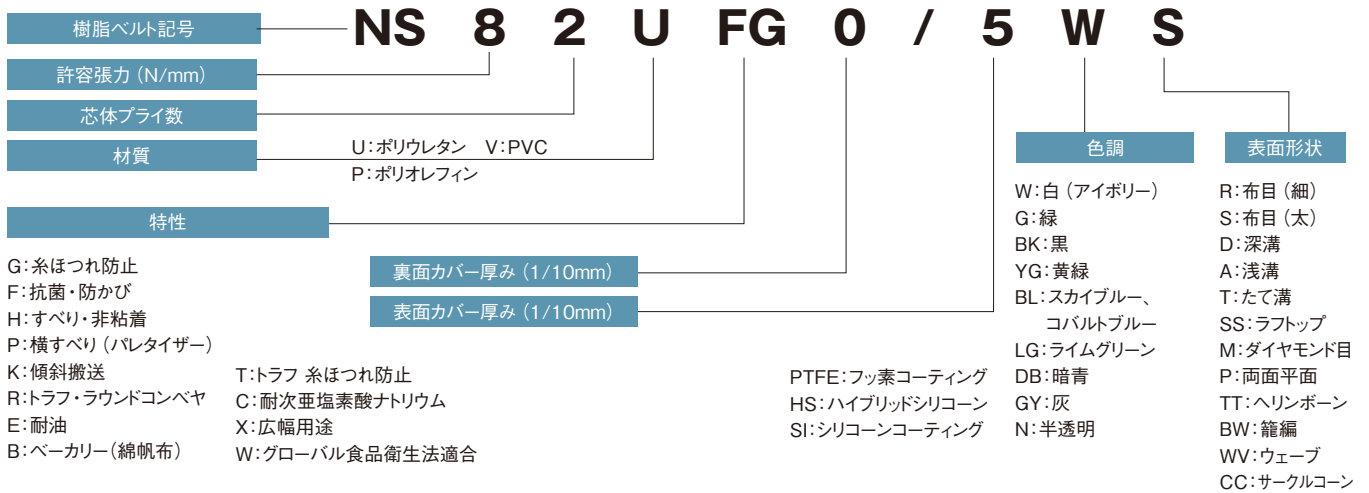 樹脂ベルト記号
NS 8 2 U FG 0 / 5 W S
許容張力（N/mm）
芯体プライ数
材質
U：ポリウレタン　V：PVC
P：ポリオレフィン
特性
G：糸ほつれ防止
F：抗菌・防かび
H：すべり・非粘着
P：横すべり（パレタイザー）
K：傾斜搬送
R：トラフ・ラウンドコンベヤ
E：耐油
B：ベーカリー（綿帆布）
T：トラフ 糸ほつれ防止
C：耐次亜塩素酸ナトリウム
X：広幅用途
W：グローバル食品衛生法適合
裏面カバー厚み（1/10mm）
表面カバー厚み（1/10mm）
PTFE：フッ素コーティング
HS：ハイブリッドシリコーン
SI：シリコーンコーティング
色調
W：白（アイボリー）
G：緑
BK：黒
YG：黄緑
BL：スカイブルー、
コバルトブルー
LG：ライムグリーン
DB：暗青
GY：灰
N：半透明
表面形状
R：布目（細）
S：布目（太）
D：深溝
A：浅溝
T：たて溝
SS：ラフトップ
M：ダイヤモンド目
P：両面平面
TT：ヘリンボーン
BW：籠編
WV：ウェーブ
CC：サークルコーン